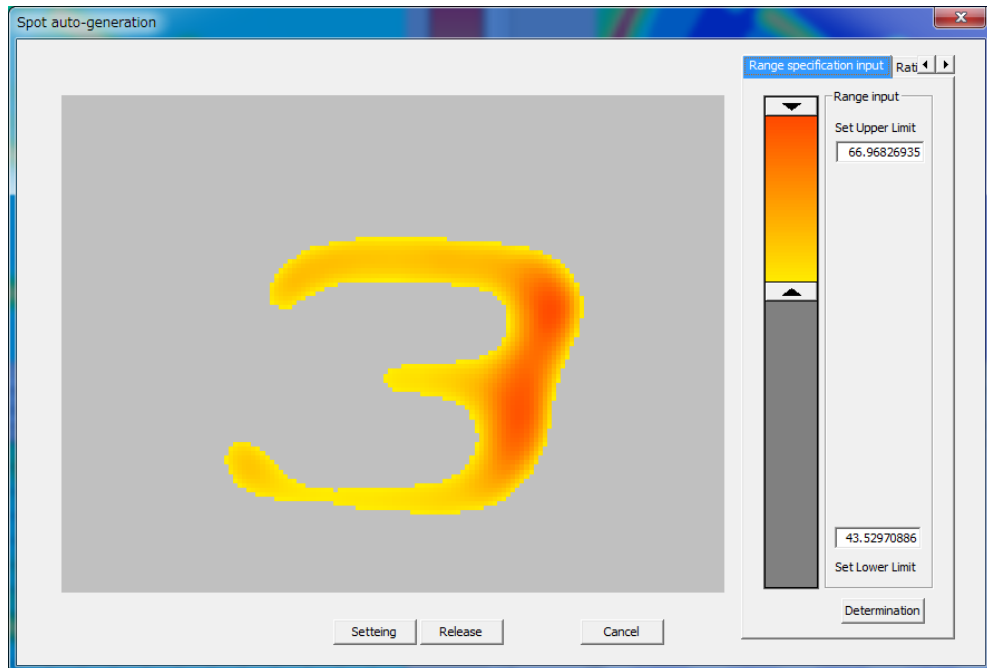 Spot auto-generation
Range specification input
Rati
Range input
Set Upper Limit
66.96826935
3
43.52970886
Set Lower Limit
Determination
Setteing
Release
Cancel